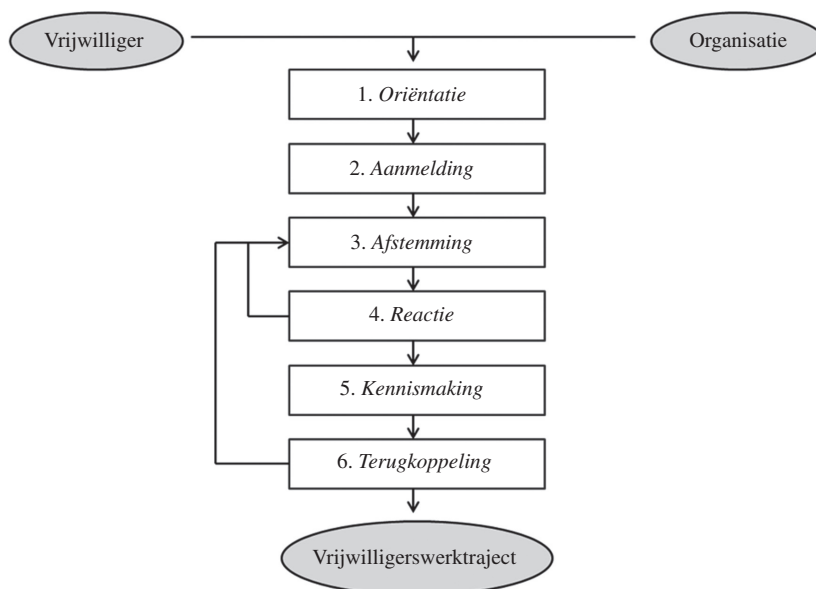 Vrijwilliger
Organisatie
1. Oriëntatie
2. Aanmelding
3. Afstemming
4. Reactie
5. Kennismaking
6. Terugkoppeling
Vrijwilligerswerktraject